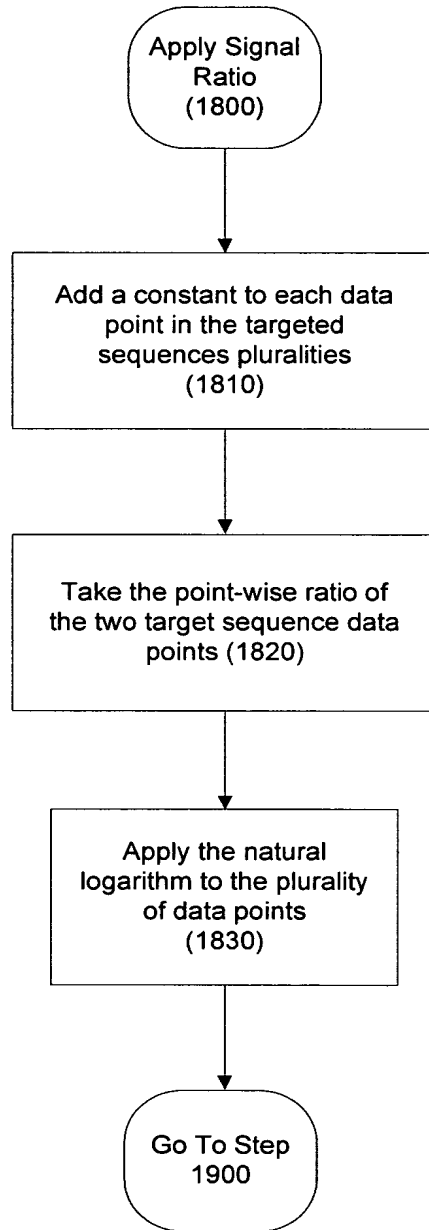 Apply Signal
Ratio
(1800)
Add a constant to each data
point in the targeted
sequences pluralities
(1810)
Take the point-wise ratio of
the two target sequence data
points (1820)
Apply the natural
logarithm to the plurality
of data points
(1830)
Go To Step
1900